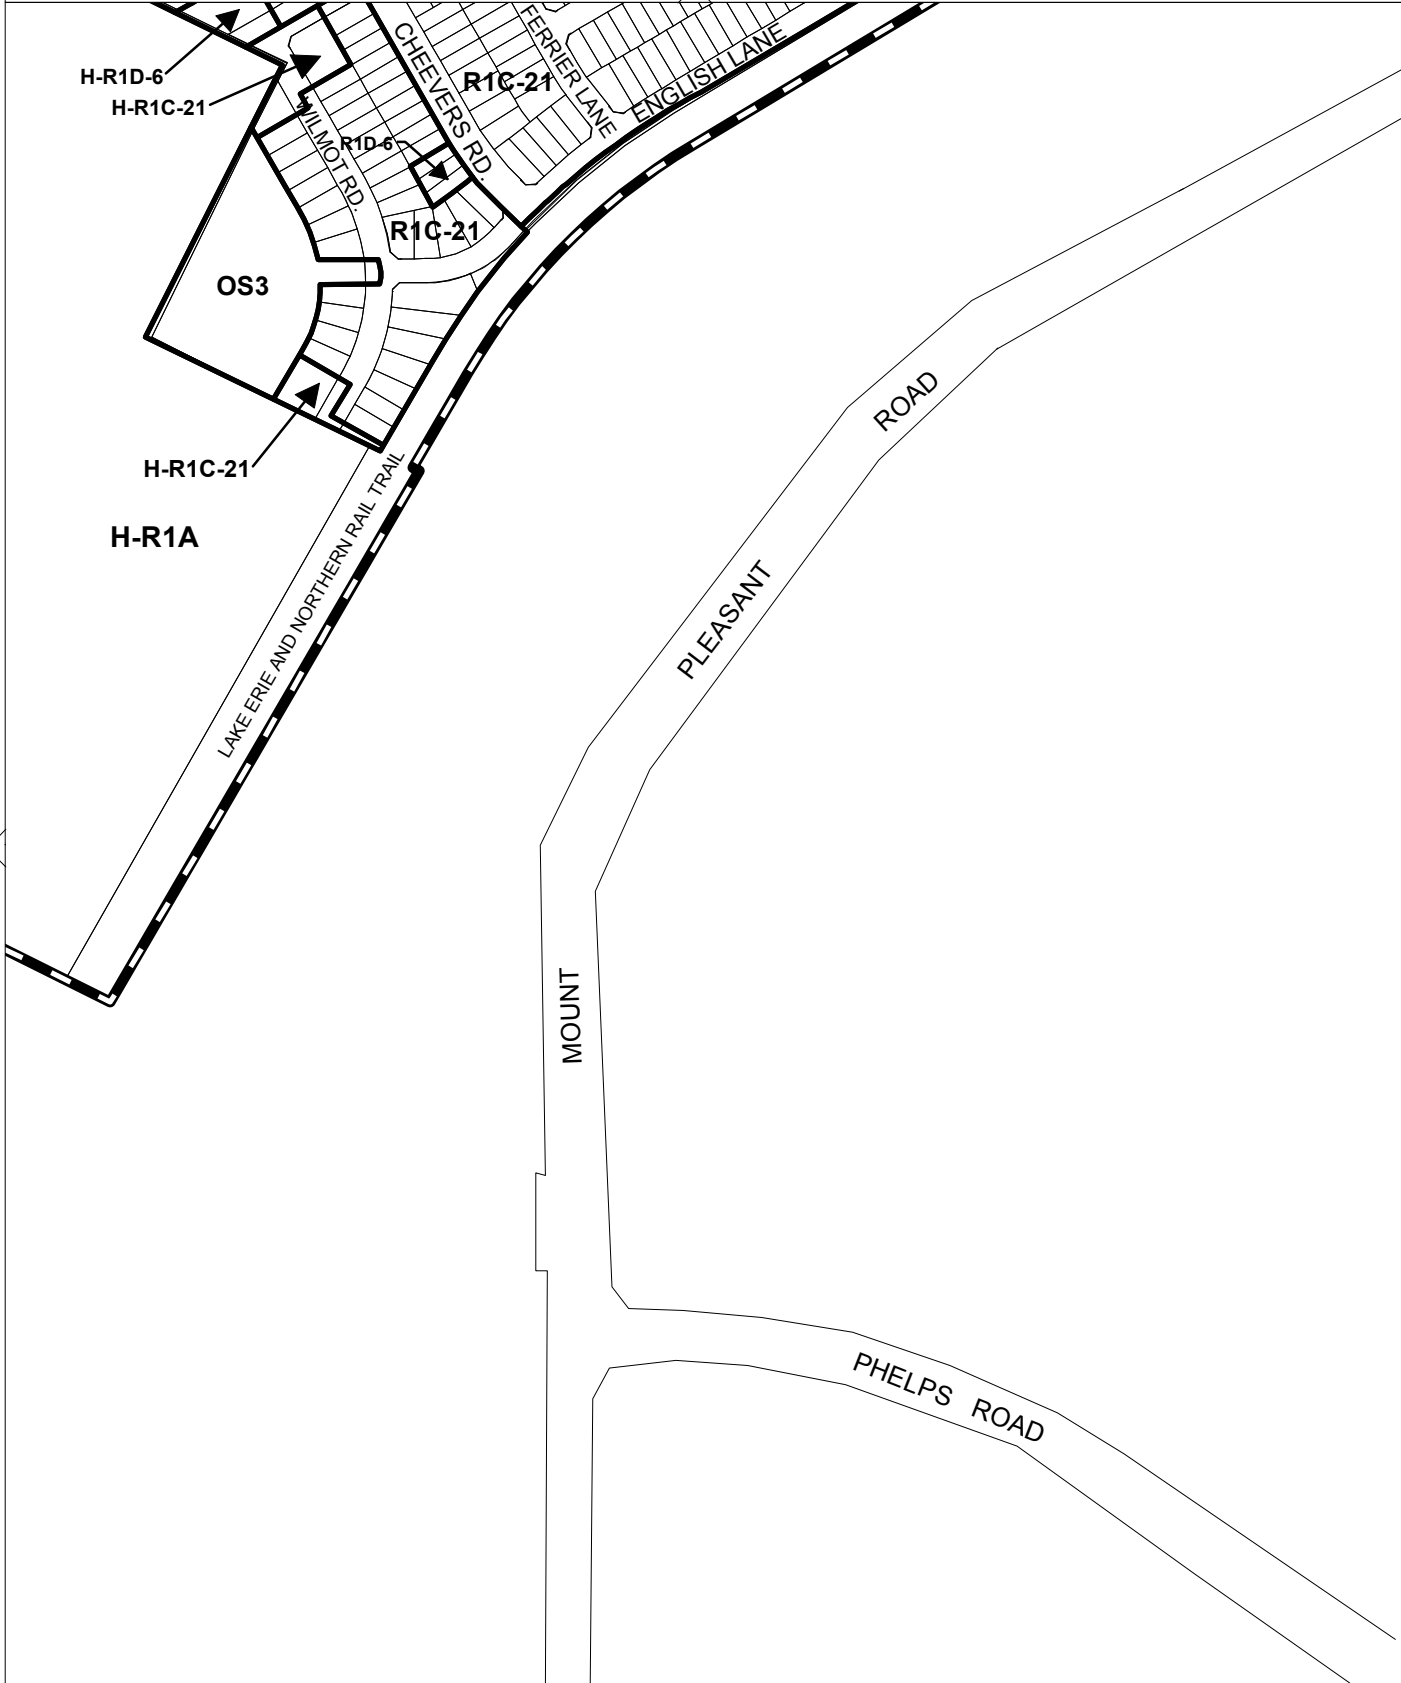 H-R1D-6
H-R1C-21
WILMOT RD.
CHEEVERS RD.
FERRIER LANE
ENGLISH LANE
R1C-21
R1D-6
R1C-21
OS3
H-R1C-21
H-R1A
LAKE ERIE AND NORTHERN RAIL TRAIL
ROAD
PLEASANT
MOUNT
PHELPS ROAD